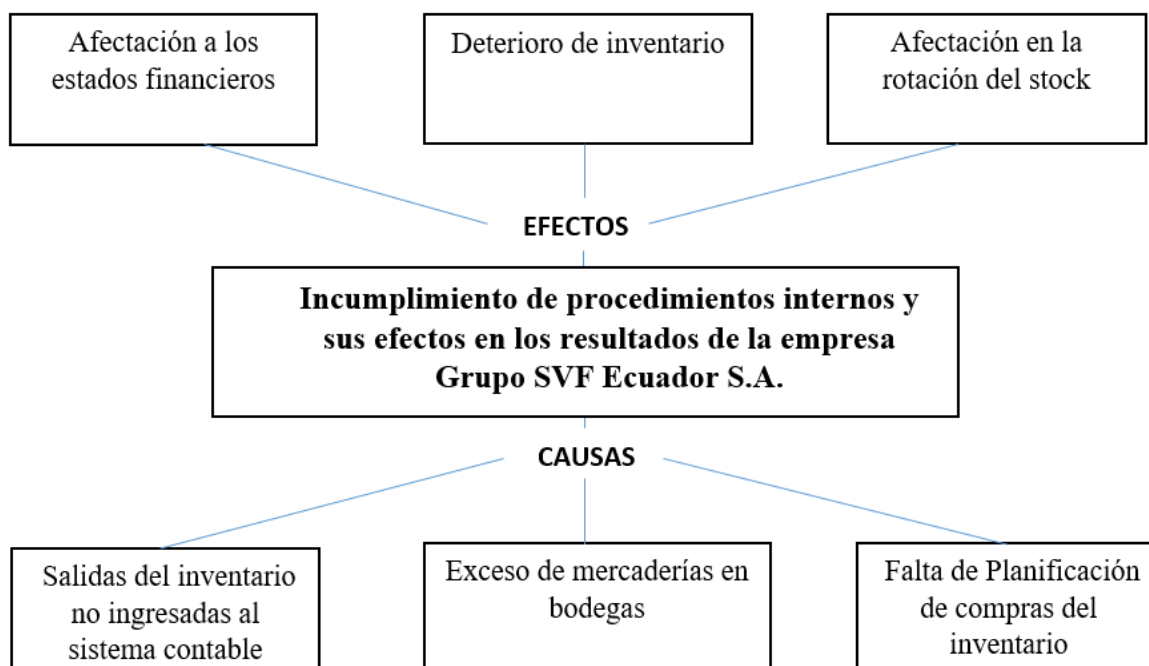 Afectación a los
estados financieros
Deterioro de inventario
Afectación en la
rotación del stock
EFECTOS
Incumplimiento de procedimientos internos y
sus efectos en los resultados de la empresa
Grupo SVF Ecuador S.A.
CAUSAS
Salidas del inventario
no ingresadas al
sistema contable
Exceso de mercaderías en
bodegas
Falta de Planificación
de compras del
inventario